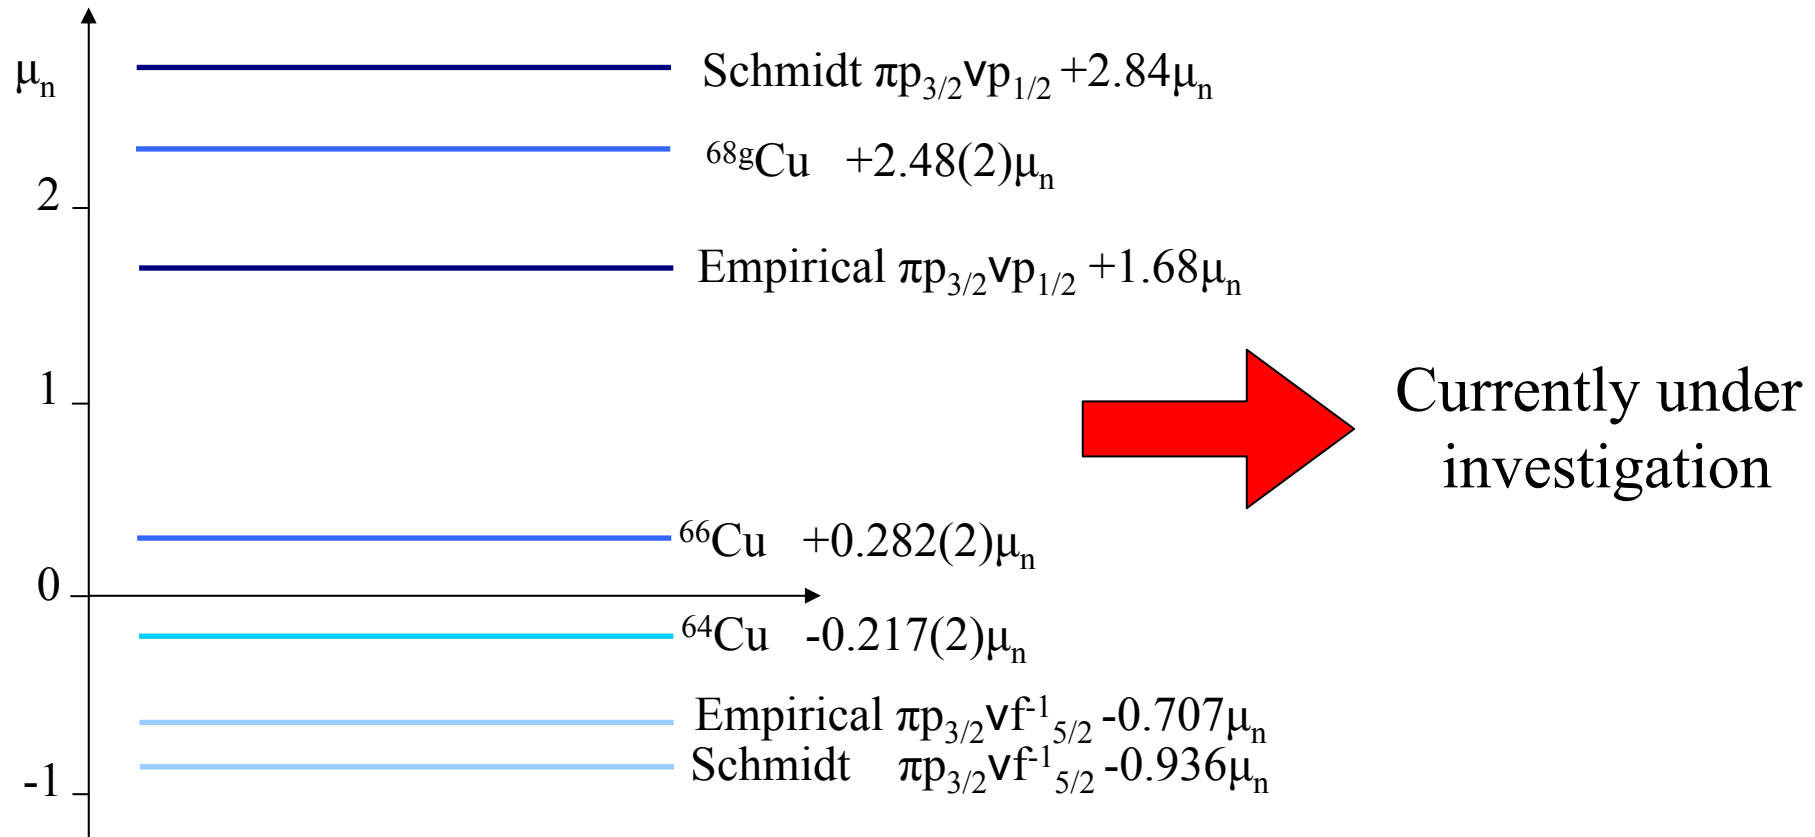 μₙ
Schmidt πp₃/₂νp₁/₂ +2.84μₙ
⁶⁸ᵍCu +2.48(2)μₙ
2
Empirical πp₃/₂νp₁/₂ +1.68μₙ
1
Currently under
investigation
⁶⁶Cu +0.282(2)μₙ
0
⁶⁴Cu -0.217(2)μₙ
Empirical πp₃/₂νf⁻¹₅/₂ -0.707μₙ
Schmidt πp₃/₂νf⁻¹₅/₂ -0.936μₙ
-1